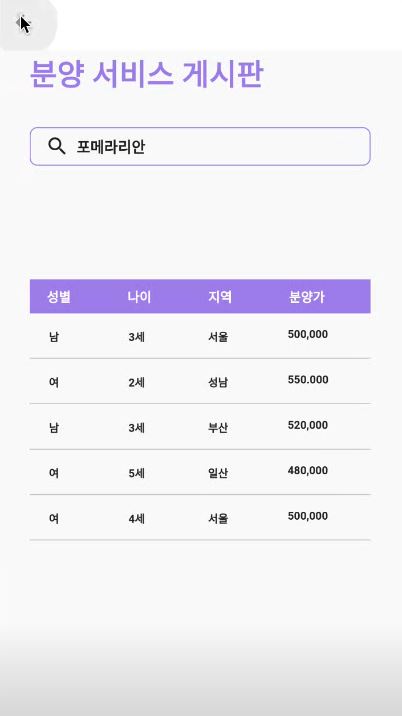 분양 서비스 게시판
포메라리안
성별 나이 지역 분양가
남 3세 서울 500,000
여 2세 성남 550.000
남 3세 부산 520,000
여 5세 일산 480,000
여 4세 서울 500,000